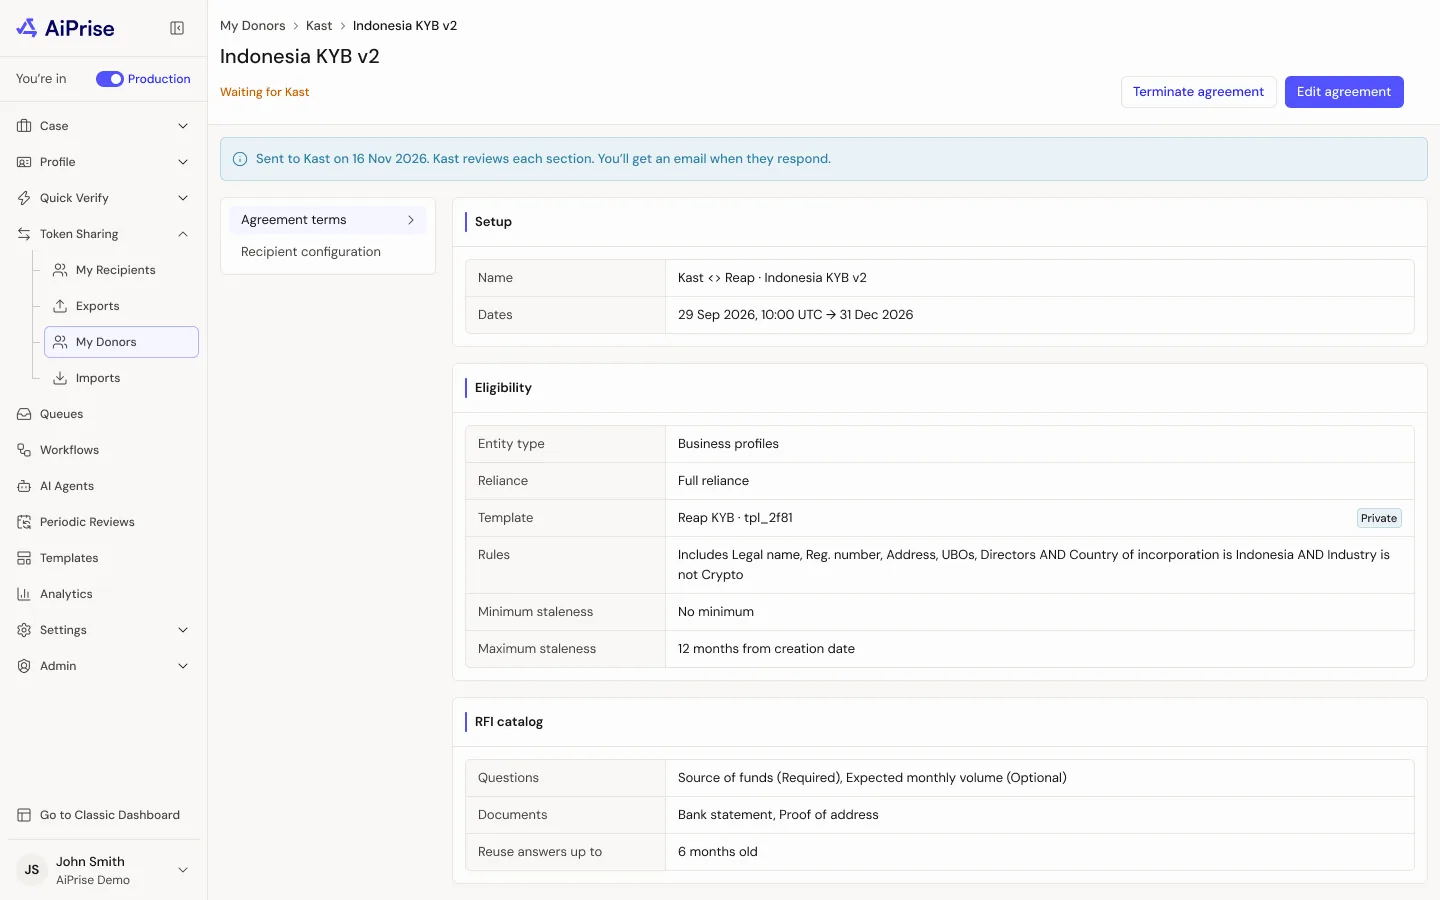 AiPrise
You're in
Production
Case
Profile
Quick Verify
Token Sharing
My Recipients
Exports
My Donors
Imports
Queues
Workflows
AI Agents
Periodic Reviews
Templates
Analytics
Settings
Admin
Go to Classic Dashboard
JS
John Smith
AiPrise Demo
My Donors > Kast > Indonesia KYB v2
Indonesia KYB v2
Waiting for Kast
Terminate agreement
Edit agreement
Sent to Kast on 16 Nov 2026. Kast reviews each section. You'll get an email when they respond.
Agreement terms
Recipient configuration
Setup
Name
Kast <> Reap · Indonesia KYB v2
Dates
29 Sep 2026, 10:00 UTC → 31 Dec 2026
Eligibility
Entity type
Business profiles
Reliance
Full reliance
Template
Reap KYB · tpl_2f81
Private
Rules
Includes Legal name, Reg. number, Address, UBOs, Directors AND Country of incorporation is Indonesia AND Industry is
not Crypto
Minimum staleness
No minimum
Maximum staleness
12 months from creation date
RFI catalog
Questions
Source of funds (Required), Expected monthly volume (Optional)
Documents
Bank statement, Proof of address
Reuse answers up to
6 months old